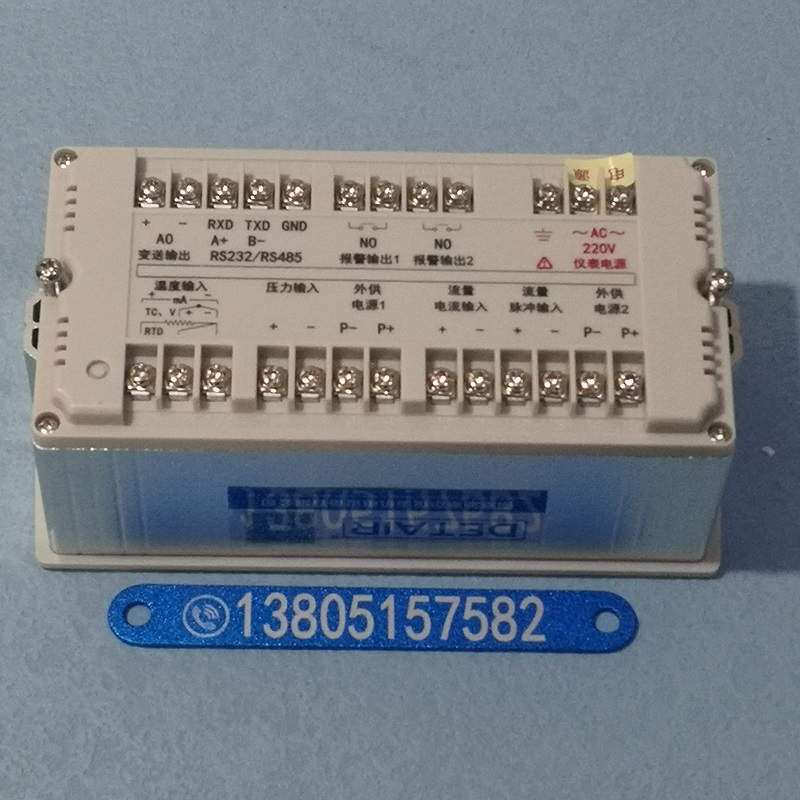 电源
+ - RXD TXD GND
AO A+ B- NO NO ~AC~
220V
变送输出 RS232/RS485 报警输出1 报警输出2 仪表电源
温度输入 压力输入 外供 流量 流量 外供
+ mA - 电源1 电流输入 脉冲输入 电源2
TC、V + -
RTD + - P- P+ + - + - P- P+
DETAIR
13805157582